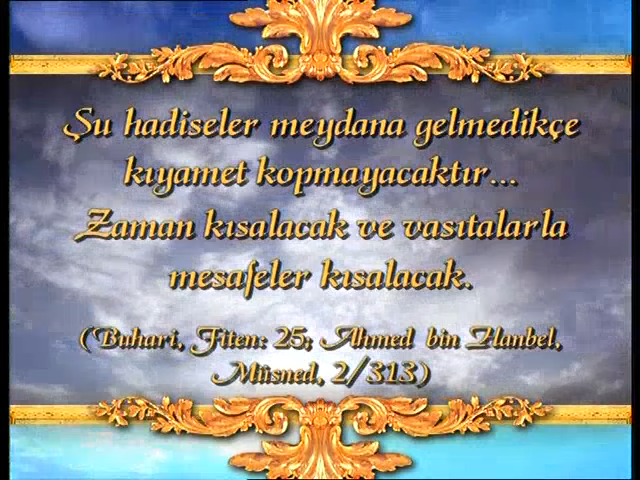 Şu hadiseler meydana gelmedikçe
kıyamet kopmayacaktır...
Zaman kısalacak ve vasıtalarla
mesafeler kısalacak.
(Buhari, Fiten: 25; Ahmed bin Hanbel,
Müsned, 2/313)